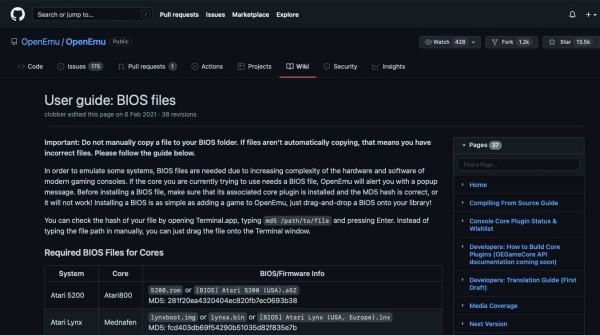 Search or jump to...
/
Pull requests Issues Marketplace Explore
OpenEmu / OpenEmu Public
Watch 428
Fork 1.2k
Star 13.5k
Code
Issues 175
Pull requests 1
Actions
Projects
Wiki
Security
Insights
User guide: BIOS files
clobber edited this page on 6 Feb 2021 · 38 revisions
Important: Do not manually copy a file to your BIOS folder. If files aren't automatically copying, that means you have
incorrect files. Please follow the guide below.
In order to emulate some systems, BIOS files are needed due to increasing complexity of the hardware and software of
modern gaming consoles. If the core you are currently trying to use needs a BIOS file, OpenEmu will alert you with a popup
message. Before installing a BIOS file, make sure that its associated core plugin is installed and the MD5 hash is correct, or
it will not work! Installing a BIOS is as simple as adding a game to OpenEmu, just drag-and-drop a BIOS onto your library!
You can check the hash of your file by opening Terminal.app, typing md5 /path/to/file and pressing Enter. Instead of
typing the file path in manually, you can just drag the file onto the Terminal window.
Required BIOS Files for Cores
System Core BIOS/Firmware Info
Atari 5200 Atari800 5200.rom or [BIOS] Atari 5200 (USA).a52
MD5: 281f20ea4320404ec820fb7ec0693b38
Atari Lynx Mednafen lynxboot.img or lynxa.bin or [BIOS] Atari Lynx (USA, Europe).lnx
MD5: fcd403db69f54290b51035d82f835e7b
Pages 37
Find a Page...
Home
Compiling From Source Guide
Console Core Plugin Status &
Wishlist
Developers: How to Build Core
Plugins (OEGameCore API
documentation coming soon)
Developers: Translation Guide (First
Draft)
Media Coverage
Next Version